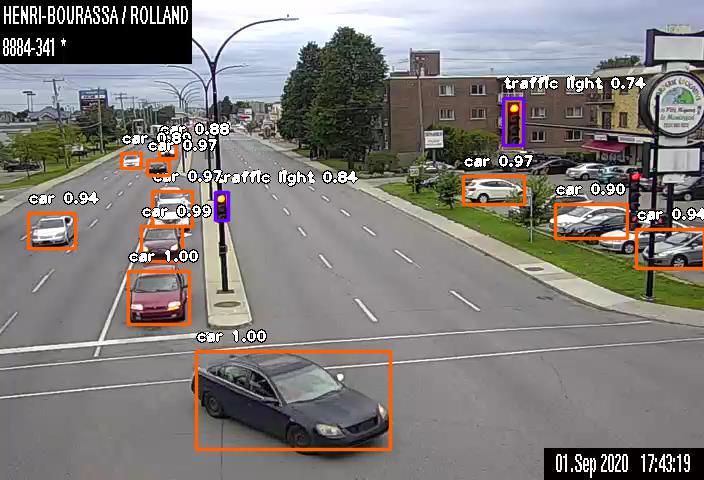 HENRI-BOURASSA / ROLLAND
8884-341 *
traffic light 0.74
car 0.88
car 0.97
car 0.97
car 0.90
car 0.97
traffic light 0.84
car 0.94
car 0.99
car 0.94
car 1.00
car 1.00
01.Sep 2020 17:43:19